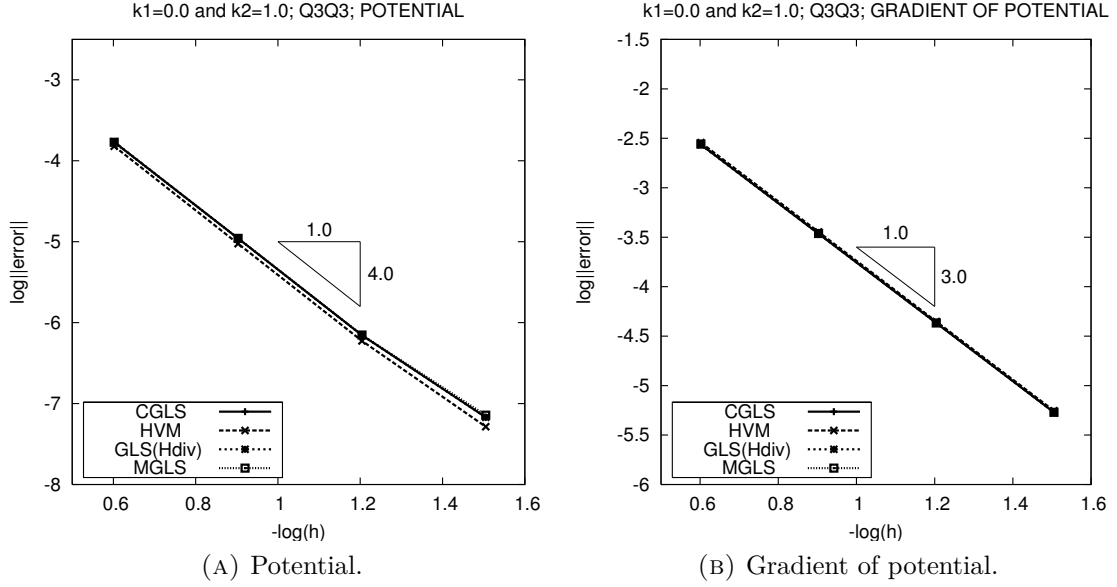 k1=0.0 and k2=1.0; Q3Q3; POTENTIAL
-3
-4
-5
-6
-7
-8
log||error||
1.0
4.0
CGLS
HVM
GLS(Hdiv)
MGLS
0.6
0.8
1
1.2
1.4
1.6
-log(h)
(A) Potential.
k1=0.0 and k2=1.0; Q3Q3; GRADIENT OF POTENTIAL
-1.5
-2
-2.5
-3
-3.5
-4
-4.5
-5
-5.5
-6
log||error||
1.0
3.0
CGLS
HVM
GLS(Hdiv)
MGLS
0.6
0.8
1
1.2
1.4
1.6
-log(h)
(B) Gradient of potential.